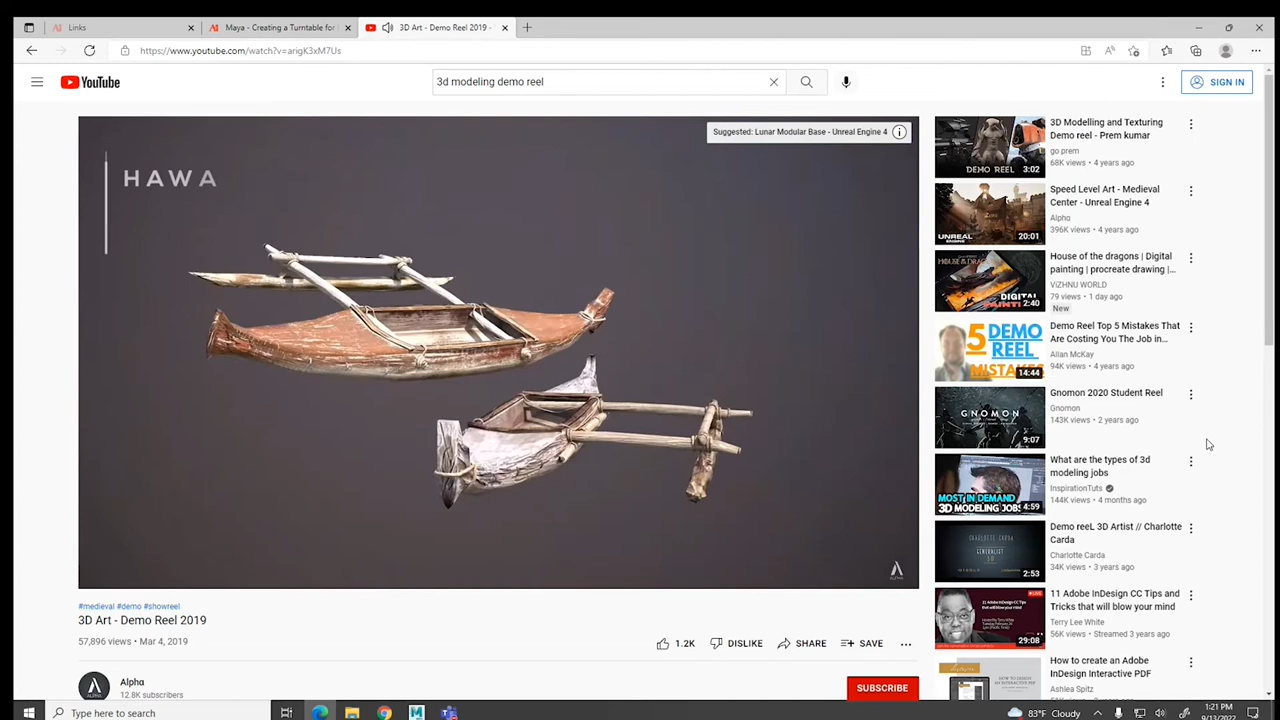 Links
Maya - Creating a Turntable for
3D Art - Demo Reel 2019 -
https://www.youtube.com/watch?v=arigK3xM7Us
YouTube
3d modeling demo reel
SIGN IN
Suggested: Lunar Modular Base - Unreal Engine 4
HAWA
ALPHA
#medieval #demo #showreel
3D Art - Demo Reel 2019
57,896 views • Mar 4, 2019
1.2K
DISLIKE
SHARE
SAVE
Alpha
12.8K subscribers
SUBSCRIBE
DEMO REEL
3:02
3D Modelling and Texturing
Demo reel - Prem kumar
go prem
68K views • 4 years ago
UNREAL
20:01
Speed Level Art - Medieval
Center - Unreal Engine 4
Alpho
396K views • 4 years ago
DIGITAL
2:40
House of the dragons | Digital
painting | procreate drawing |...
ViZHNU WORLD
79 views • 1 day ago
New
5 DEMO
REEL
MISTAKES
14:44
Demo Reel Top 5 Mistakes That
Are Costing You The Job in...
Allan McKay
94K views • 4 years ago
GNOMON
9:07
Gnomon 2020 Student Reel
Gnomon
143K views • 2 years ago
MOST IN DEMAND
3D MODELING JOBS
4:59
What are the types of 3d
modeling jobs
InspirationTuts
144K views • 4 months ago
CHARLOTTE CARDA
GENERALIST
2:53
Demo reeL 3D Artist // Charlotte
Carda
Charlotte Carda
34K views • 3 years ago
29:08
11 Adobe InDesign CC Tips and
Tricks that will blow your mind
Terry Lee White
56K views • Streamed 3 years ago
How to create an Adobe
InDesign Interactive PDF
Ashlea Spitz
Type here to search
83°F Cloudy
1:21 PM